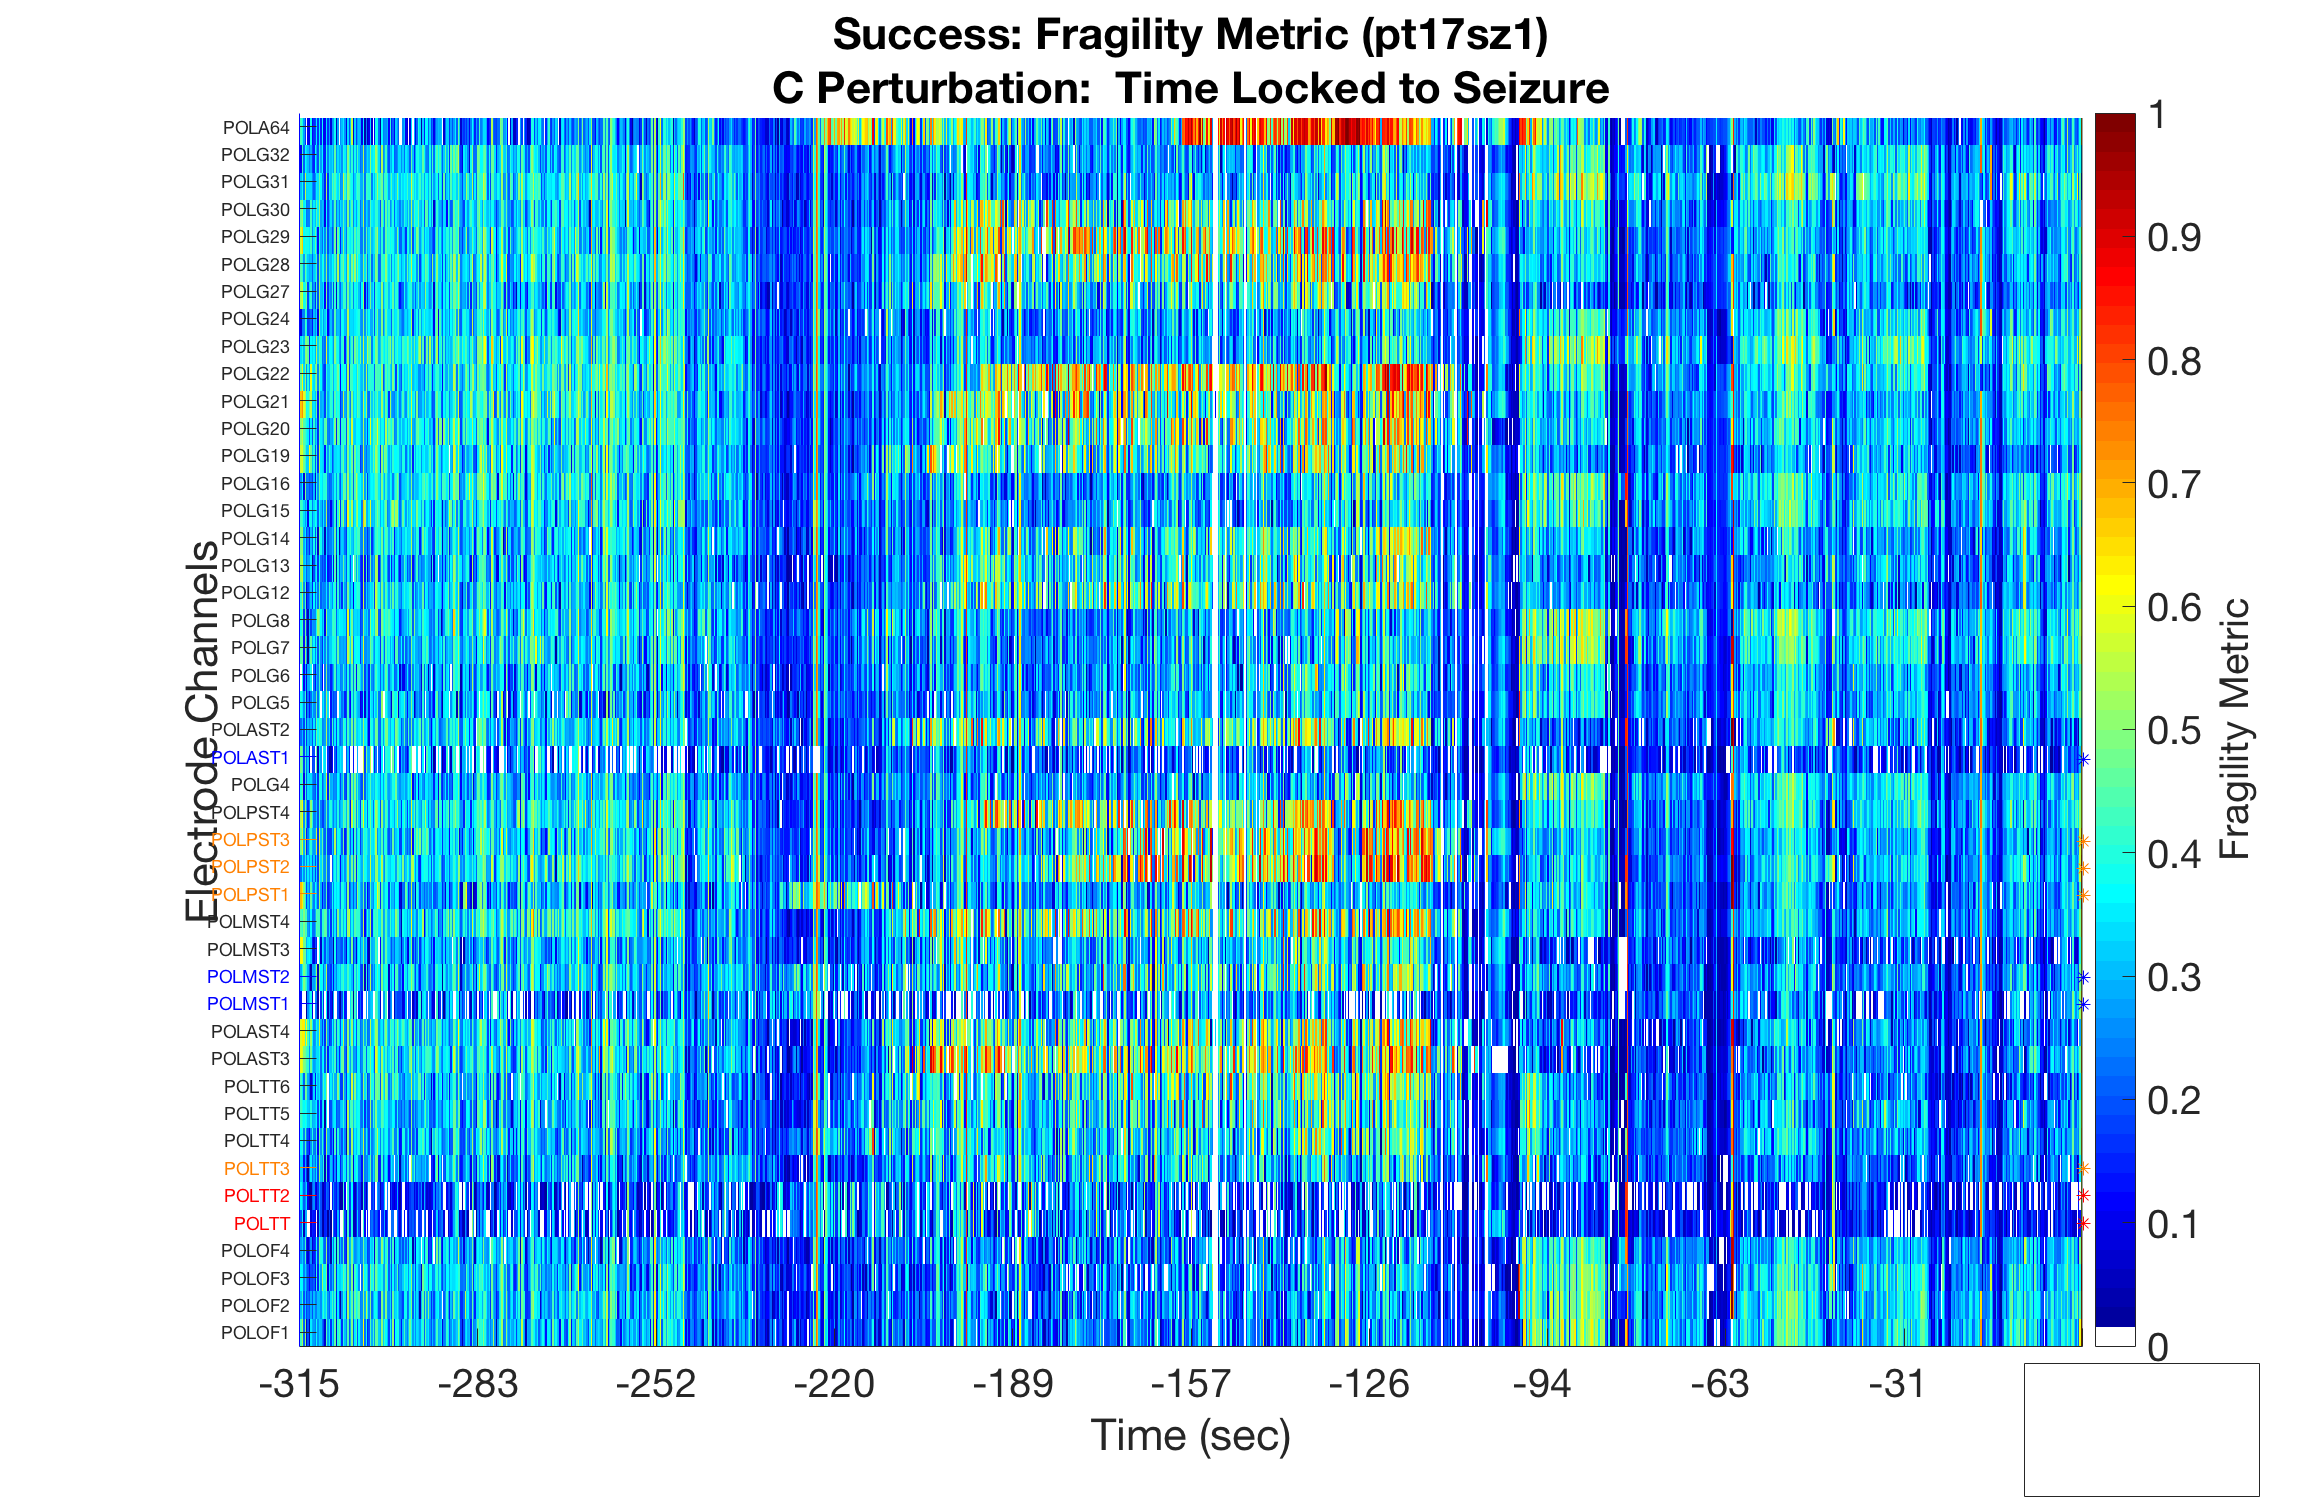 Success: Fragility Metric (pt17sz1)
C Perturbation:  Time Locked to Seizure
Electrode Channels
POLA64
POLG32
POLG31
POLG30
POLG29
POLG28
POLG27
POLG24
POLG23
POLG22
POLG21
POLG20
POLG19
POLG16
POLG15
POLG14
POLG13
POLG12
POLG8
POLG7
POLG6
POLG5
POLAST2
POLAST1
POLG4
POLPST4
POLPST3
POLPST2
POLPST1
POLMST4
POLMST3
POLMST2
POLMST1
POLAST4
POLAST3
POLTT6
POLTT5
POLTT4
POLTT3
POLTT2
POLTT
POLOF4
POLOF3
POLOF2
POLOF1
-315 -283 -252 -220 -189 -157 -126 -94 -63 -31
Time (sec)
1
0.9
0.8
0.7
0.6
0.5
0.4
0.3
0.2
0.1
0
Fragility Metric